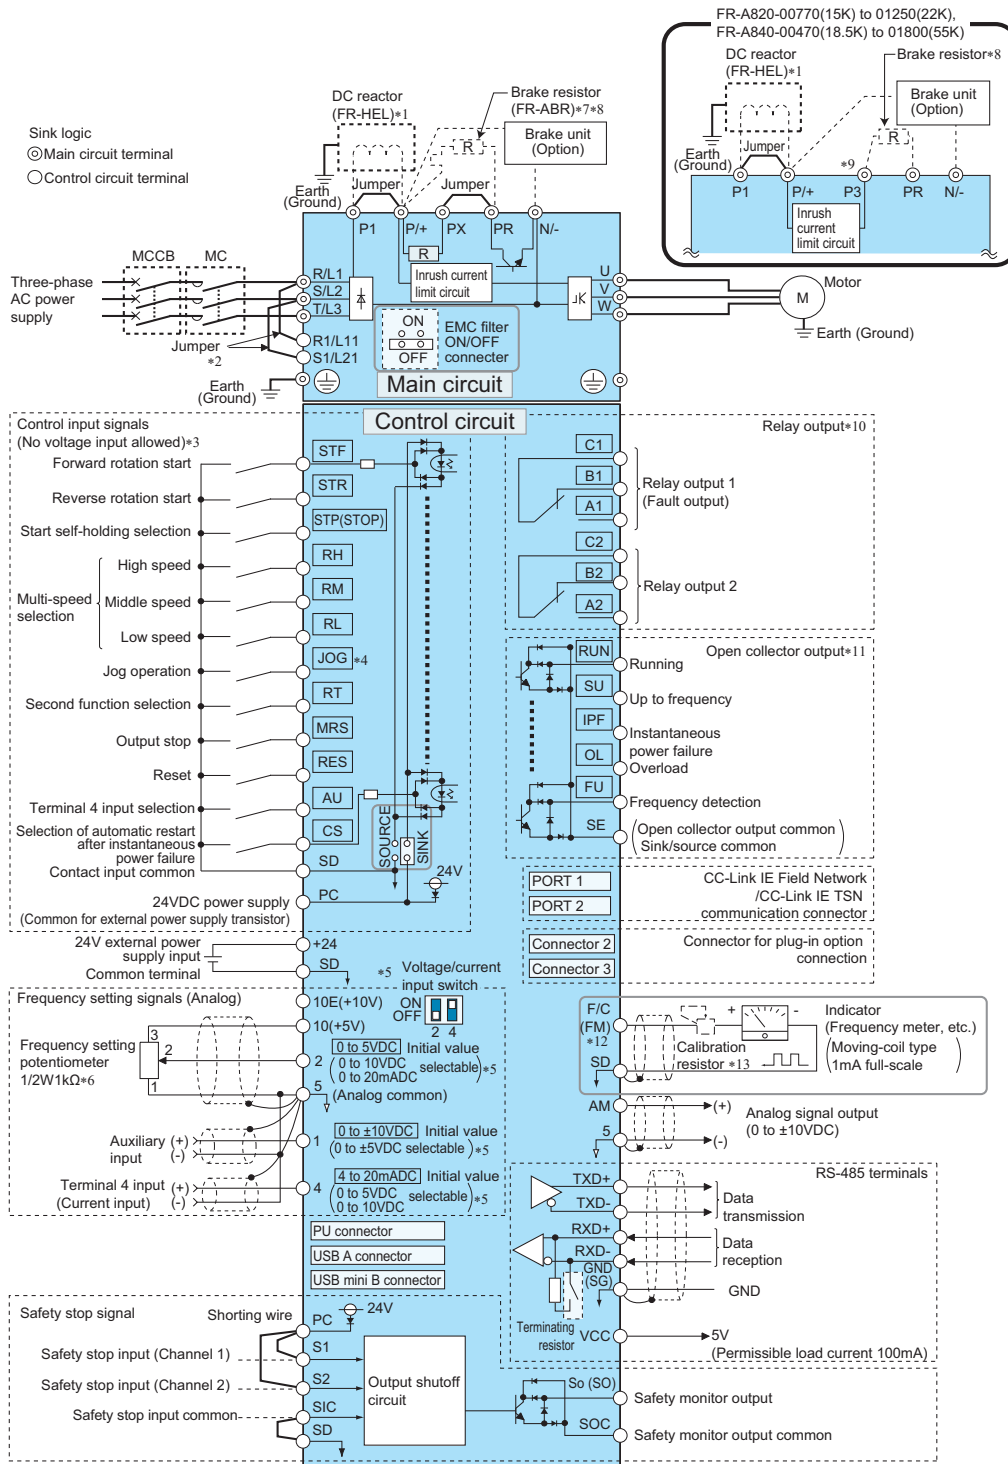 FR-A820-00770(15K) to 01250(22K),
FR-A840-00470(18.5K) to 01800(55K)
DC reactor
(FR-HEL)*1
Brake resistor*8
Brake unit
(Option)
R
Earth
(Ground)
Jumper
*9
P1
P/+
P3
PR
N/-
Inrush
current
limit circuit
Sink logic
Main circuit terminal
Control circuit terminal
DC reactor
(FR-HEL)*1
Brake resistor
(FR-ABR)*7*8
Brake unit
(Option)
R
Earth
(Ground)
Jumper
Jumper
P1
P/+
PX
PR
N/-
R
Inrush current
limit circuit
MCCB
MC
Three-phase
AC power
supply
R/L1
S/L2
T/L3
R1/L11
S1/L21
Jumper
*2
Earth
(Ground)
ON
OFF
EMC filter
ON/OFF
connecter
Main circuit
U
V
W
Motor
M
Earth (Ground)
Control circuit
Control input signals
(No voltage input allowed)*3
Forward rotation start
STF
Reverse rotation start
STR
Start self-holding selection
STP(STOP)
Multi-speed
selection
High speed
RH
Middle speed
RM
Low speed
RL
Jog operation
JOG *4
Second function selection
RT
Output stop
MRS
Reset
RES
Terminal 4 input selection
AU
Selection of automatic restart
after instantaneous
power failure
CS
Contact input common
SD
SOURCE
SINK
24V
24VDC power supply
(Common for external power supply transistor)
PC
24V external power
supply input
+24
Common terminal
SD
Relay output*10
C1
B1
A1
Relay output 1
(Fault output)
C2
B2
A2
Relay output 2
Open collector output*11
RUN
Running
SU
Up to frequency
IPF
Instantaneous
power failure
OL
Overload
FU
Frequency detection
SE
(Open collector output common
Sink/source common)
PORT 1
PORT 2
CC-Link IE Field Network
/CC-Link IE TSN
communication connector
Connector 2
Connector 3
Connector for plug-in option
connection
*5
Voltage/current
input switch
ON
OFF
2 4
Frequency setting signals (Analog)
10E(+10V)
10(+5V)
Frequency setting
potentiometer
1/2W1kΩ*6
3
2
1
2
0 to 5VDC Initial value
(0 to 10VDC
0 to 20mADC selectable)*5
5
(Analog common)
Auxiliary
input
(+)
(-)
1
0 to ±10VDC Initial value
(0 to ±5VDC selectable)*5
Terminal 4 input
(Current input)
(+)
(-)
4
4 to 20mADC Initial value
(0 to 5VDC
0 to 10VDC selectable)*5
F/C
(FM)
*12
SD
Calibration
resistor *13
+
-
Indicator
(Frequency meter, etc.)
(Moving-coil type
1mA full-scale)
AM
(+)
5
(-)
Analog signal output
(0 to ±10VDC)
RS-485 terminals
TXD+
TXD-
Data
transmission
RXD+
RXD-
Data
reception
GND
(SG)
GND
Terminating
resistor
VCC
5V
(Permissible load current 100mA)
PU connector
USB A connector
USB mini B connector
Safety stop signal
Shorting wire
PC
24V
Safety stop input (Channel 1)
S1
Safety stop input (Channel 2)
S2
Safety stop input common
SIC
SD
Output shutoff
circuit
So (SO)
Safety monitor output
SOC
Safety monitor output common